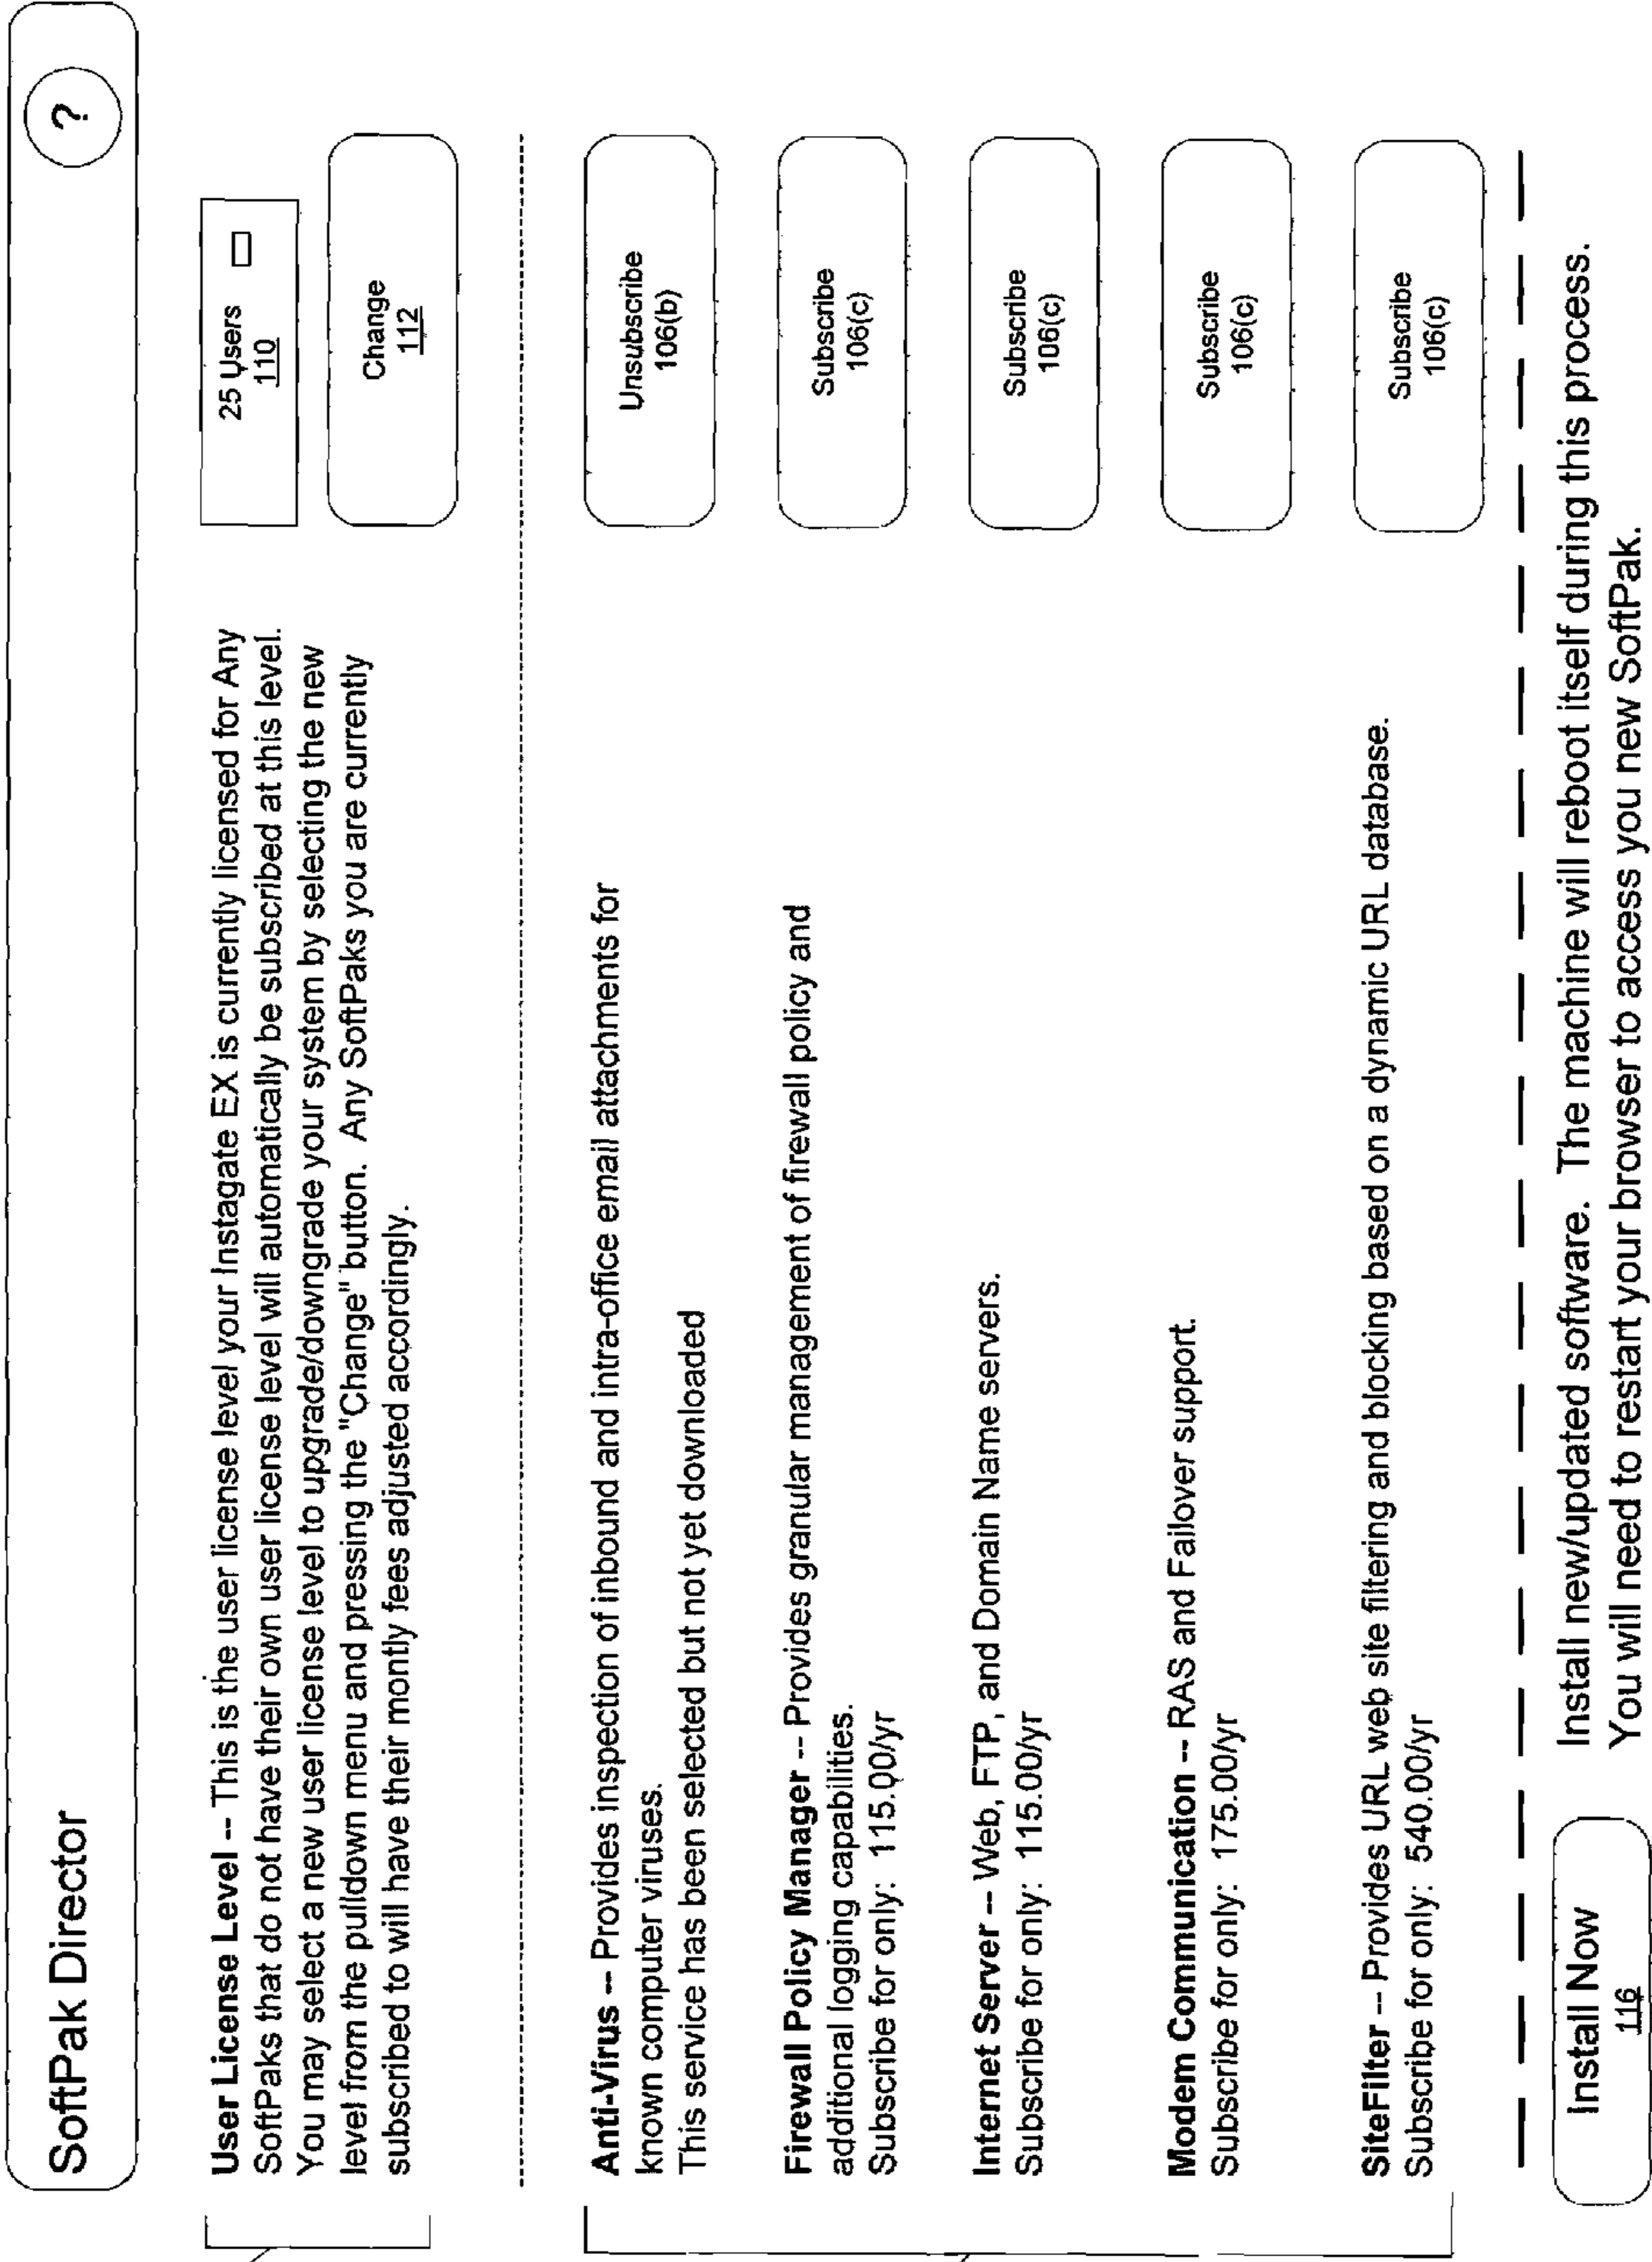 SoftPak Director
?
User License Level -- This is the user license level your Instagate EX is currently licensed for Any
SoftPaks that do not have their own user license level will automatically be subscribed at this level.
You may select a new user license level to upgrade/downgrade your system by selecting the new
level from the pulldown menu and pressing the "Change" button. Any SoftPaks you are currently
subscribed to will have their montly fees adjusted accordingly.
25 Users
110
Change
112
Anti-Virus -- Provides inspection of inbound and intra-office email attachments for
known computer viruses.
This service has been selected but not yet downloaded
Unsubscribe
106(b)
Firewall Policy Manager -- Provides granular management of firewall policy and
additional logging capabilities.
Subscribe for only: 115.00/yr
Subscribe
106(c)
Internet Server -- Web, FTP, and Domain Name servers.
Subscribe for only: 115.00/yr
Subscribe
106(c)
Modem Communication -- RAS and Failover support.
Subscribe for only: 175.00/yr
Subscribe
106(c)
SiteFilter -- Provides URL web site filtering and blocking based on a dynamic URL database.
Subscribe for only: 540.00/yr
Subscribe
106(c)
Install Now
116
Install new/updated software. The machine will reboot itself during this process.
You will need to restart your browser to access you new SoftPak.